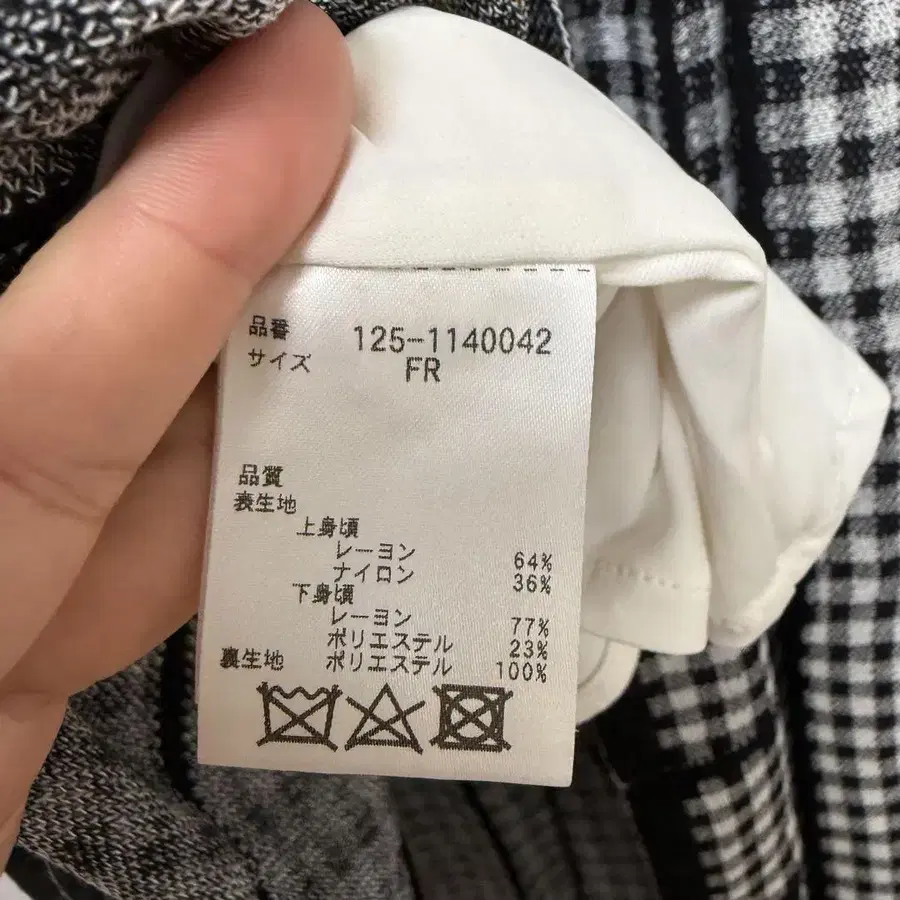 品番 125-1140042
サイズ FR
品質
表生地
上身頃
レーヨン 64%
ナイロン 36%
下身頃
レーヨン 77%
ポリエステル 23%
裏生地 ポリエステル 100%